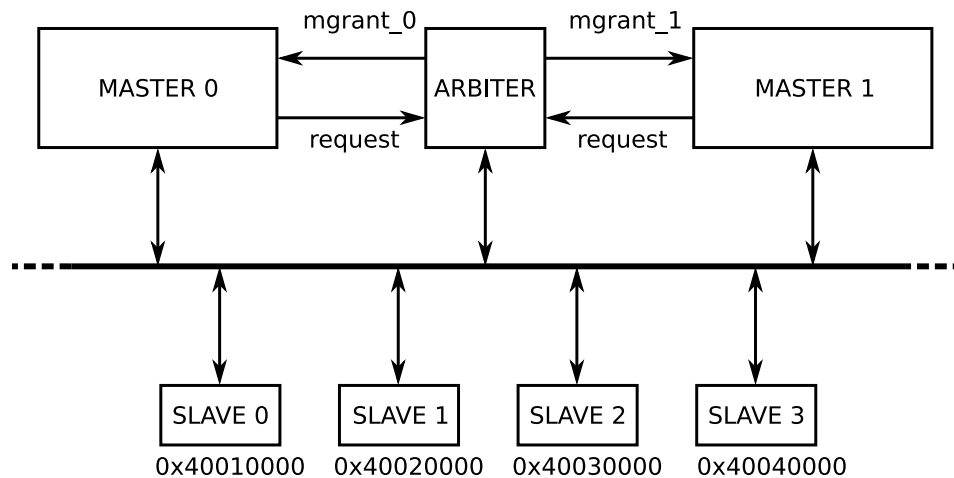 mgrant_0 mgrant_1
MASTER 0 ARBITER MASTER 1
request request
SLAVE 0 SLAVE 1 SLAVE 2 SLAVE 3
0x40010000 0x40020000 0x40030000 0x40040000